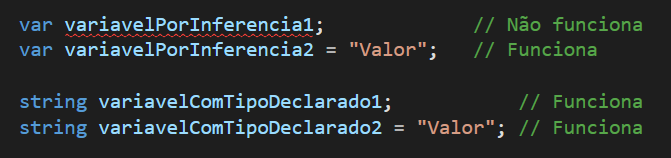 var variavelPorInferencia1; // Não funciona
var variavelPorInferencia2 = "Valor"; // Funciona
string variavelComTipoDeclarado1; // Funciona
string variavelComTipoDeclarado2 = "Valor"; // Funciona